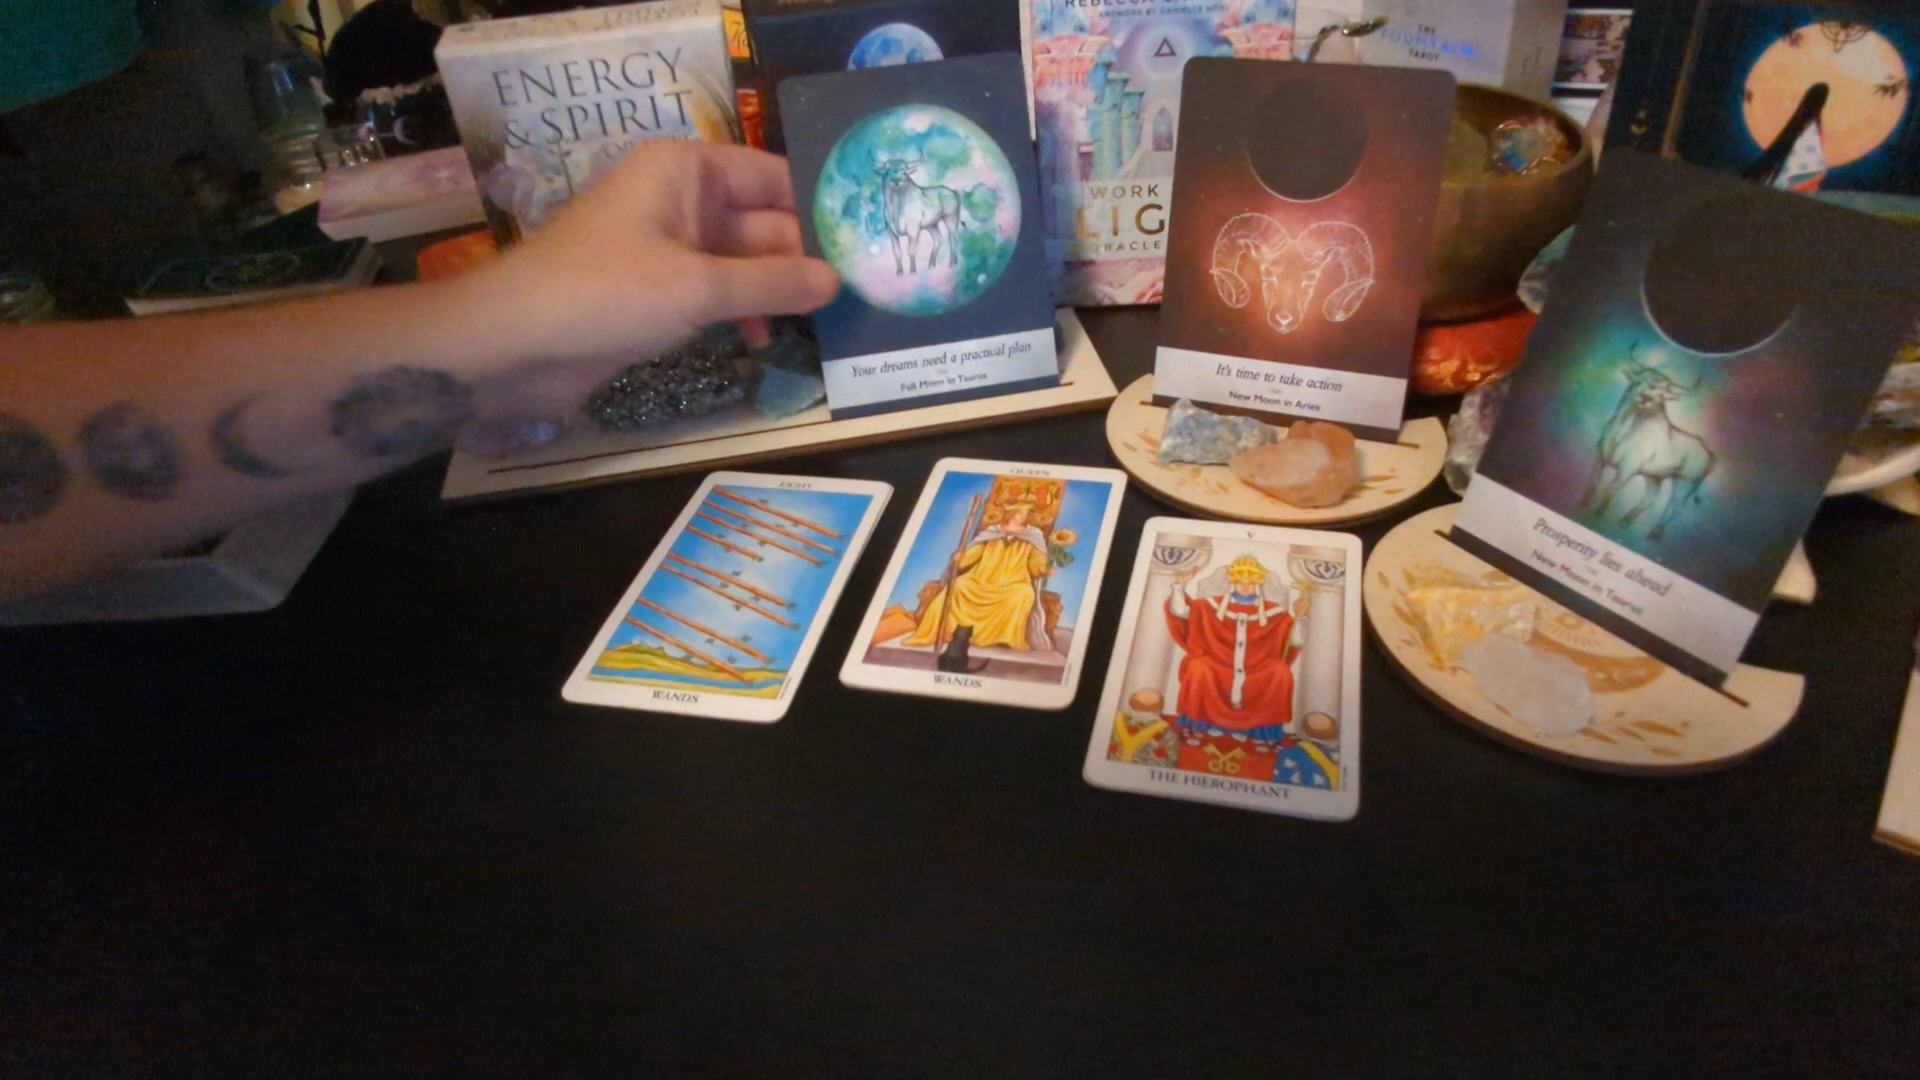 ENERGY
& SPIRIT
REBECCA
WORK
LIG
ORACLE
THE
FOUNTAIN
TAROT
Your dreams need a practical plan
Full Moon in Taurus
It's time to take action
New Moon in Aries
Prosperity lies ahead
New Moon in Taurus
EIGHT
WANDS
QUEEN
WANDS
V
THE HIEROPHANT